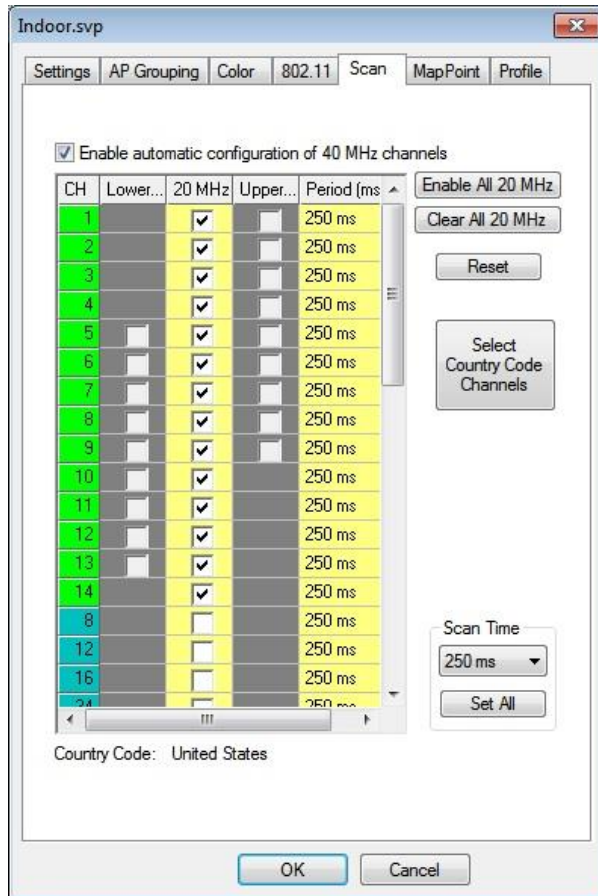 Indoor.svp
Settings AP Grouping Color 802.11 Scan MapPoint Profile
Enable automatic configuration of 40 MHz channels
CH Lower... 20 MHz Upper... Period (ms
1 250 ms
2 250 ms
3 250 ms
4 250 ms
5 250 ms
6 250 ms
7 250 ms
8 250 ms
9 250 ms
10 250 ms
11 250 ms
12 250 ms
13 250 ms
14 250 ms
8 250 ms
12 250 ms
16 250 ms
24 250 ms
Enable All 20 MHz
Clear All 20 MHz
Reset
Select
Country Code
Channels
Scan Time
250 ms
Set All
Country Code: United States
OK Cancel